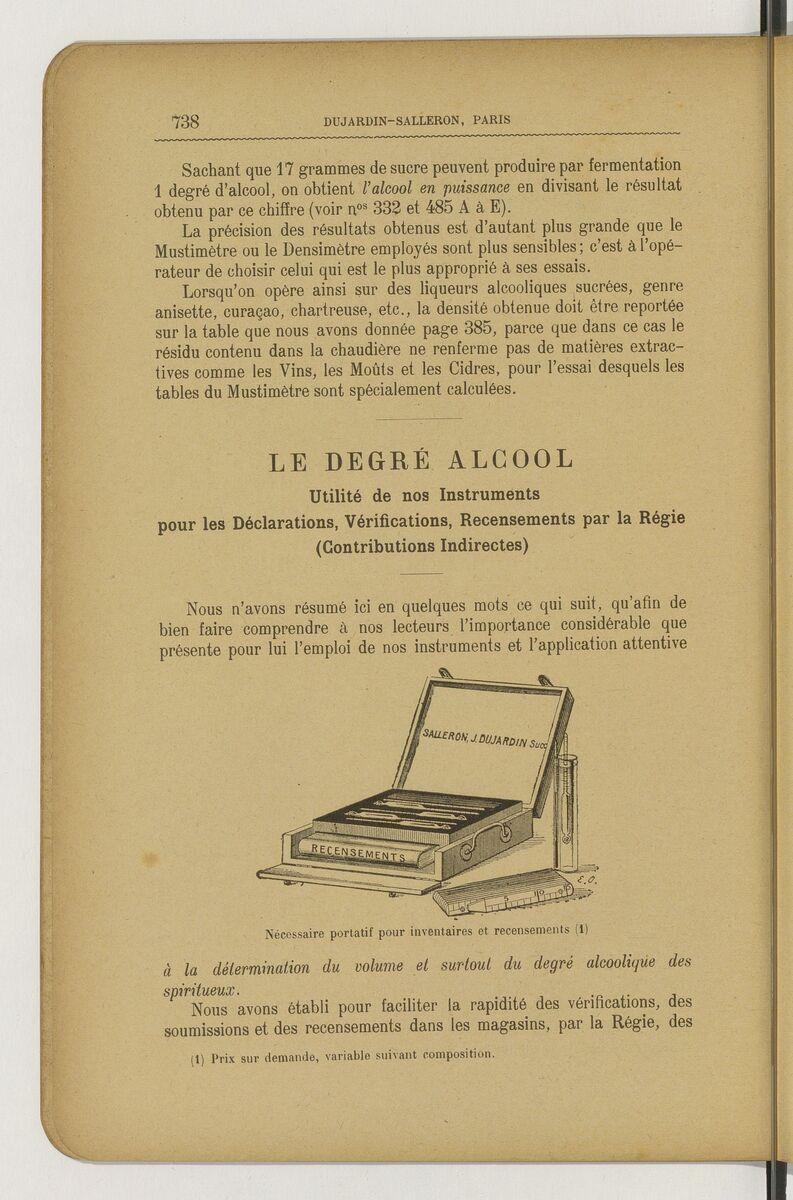 738
DUJARDIN-SALLERON, PARIS
Sachant que 17 grammes de sucre peuvent produire par fermentation
1 degré d'alcool, on obtient l'alcool en puissance en divisant le résultat
obtenu par ce chiffre (voir nos 332 et 485 A à E).
La précision des résultats obtenus est d'autant plus grande que le
Mustimètre ou le Densimètre employés sont plus sensibles; c'est à l'opé-
rateur de choisir celui qui est le plus approprié à ses essais.
Lorsqu'on opère ainsi sur des liqueurs alcooliques sucrées, genre
anisette, curaçao, chartreuse, etc., la densité obtenue doit être reportée
sur la table que nous avons donnée page 385, parce que dans ce cas le
résidu contenu dans la chaudière ne renferme pas de matières extrac-
tives comme les Vins, les Moûts et les Cidres, pour l'essai desquels les
tables du Mustimètre sont spécialement calculées.
LE DEGRÉ ALCOOL
Utilité de nos Instruments
pour les Déclarations, Vérifications, Recensements par la Régie
(Contributions Indirectes)
Nous n'avons résumé ici en quelques mots ce qui suit, qu'afin de
bien faire comprendre à nos lecteurs l'importance considérable que
présente pour lui l'emploi de nos instruments et l'application attentive
SALLERON, J. DUJARDIN Succ
RECENSEMENTS
E.O.
Nécessaire portatif pour inventaires et recensements (1)
à la détermination du volume et surtout du degré alcoolique des
spiritueux.
Nous avons établi pour faciliter la rapidité des vérifications, des
soumissions et des recensements dans les magasins, par la Régie, des
(1) Prix sur demande, variable suivant composition.